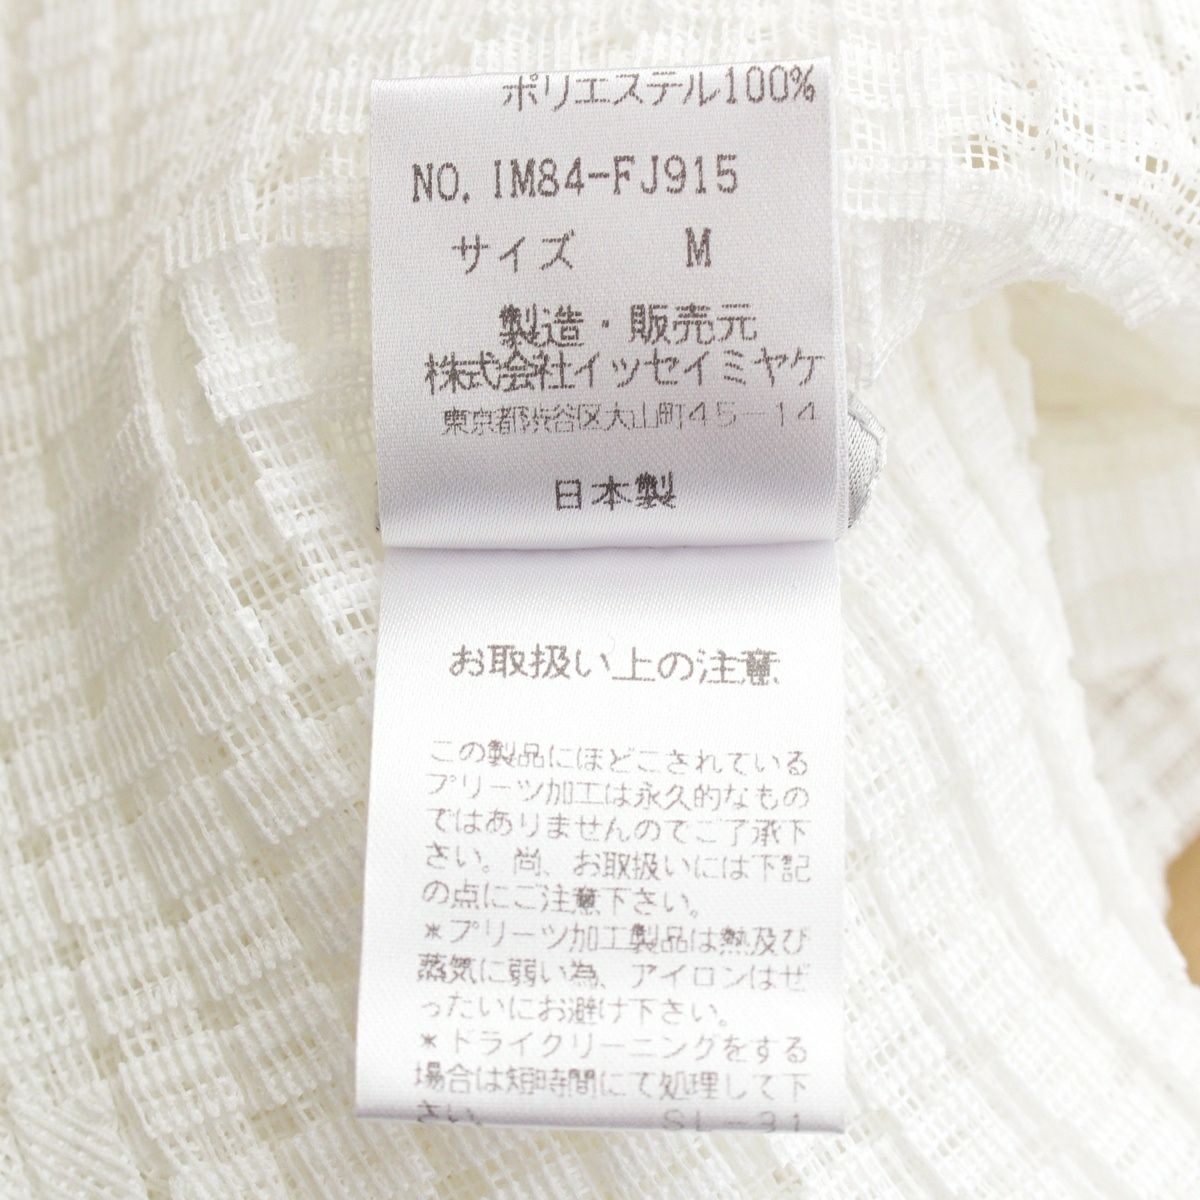 ポリエステル100%
NO. IM84-FJ915
サイズ M
製造・販売元
株式会社イッセイミヤケ
東京都渋谷区大山町45-14
日本製
お取扱い上の注意
この製品にほどこされている
プリーツ加工は永久的なもの
ではありませんのでご了承下
さい。尚、お取扱いには下記
の点にご注意下さい。
*プリーツ加工製品は熱及び
蒸気に弱い為、アイロンはぜ
ったいにお避け下さい。
*ドライクリーニングをする
場合は短時間にて処理して下
さい。 SL-31